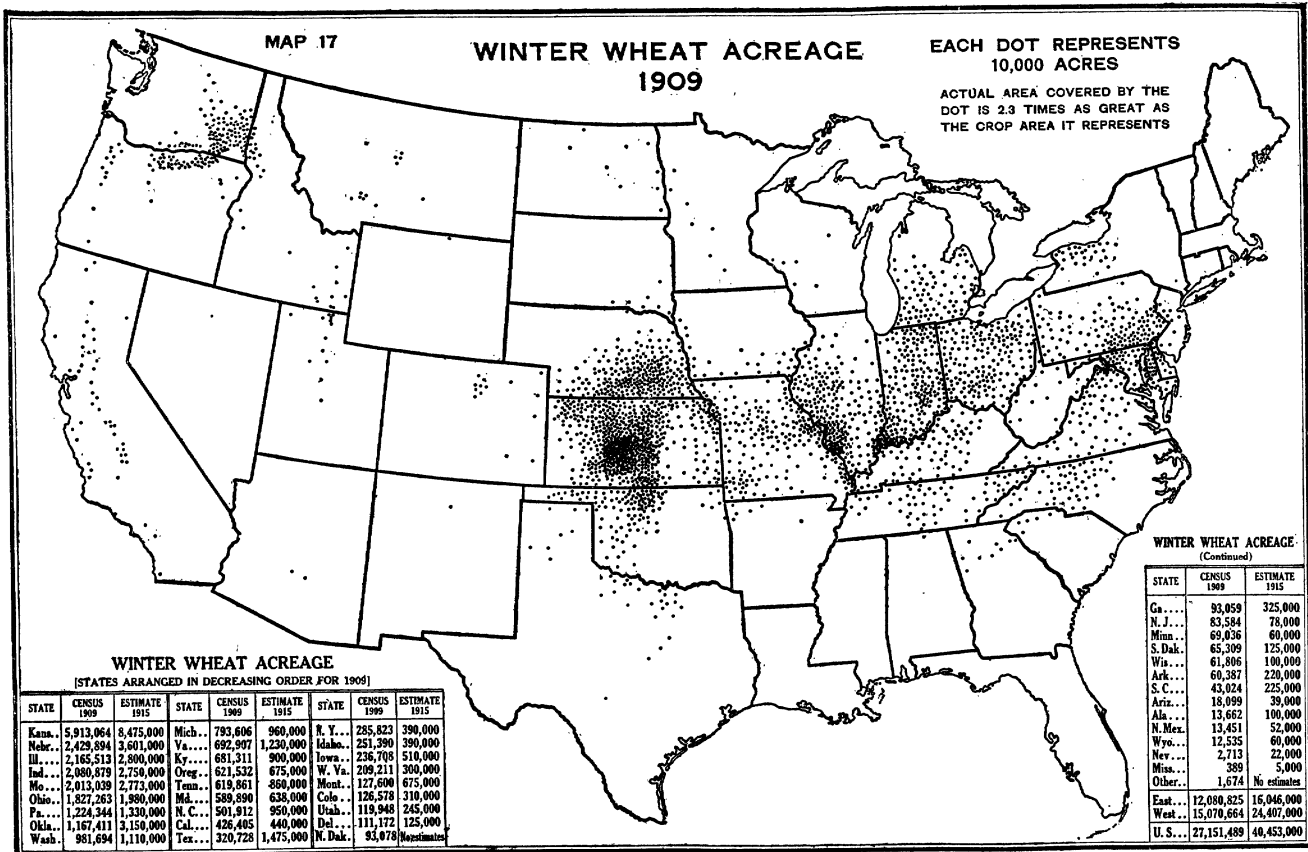 MAP 17
WINTER WHEAT ACREAGE
1909
EACH DOT REPRESENTS
10,000 ACRES
ACTUAL AREA COVERED BY THE
DOT IS 2.3 TIMES AS GREAT AS
THE CROP AREA IT REPRESENTS
WINTER WHEAT ACREAGE
[STATES ARRANGED IN DECREASING ORDER FOR 1909]
STATE CENSUS 1909 ESTIMATE 1915 STATE CENSUS 1909 ESTIMATE 1915 STATE CENSUS 1909 ESTIMATE 1915
Kans.. 5,913,064 8,475,000 Mich.. 793,606 960,000 N. Y... 285,823 390,000
Nebr.. 2,429,894 3,601,000 Va.... 692,907 1,230,000 Idaho.. 251,390 390,000
Ill.... 2,165,513 2,800,000 Ky.... 681,311 900,000 Iowa.. 236,708 510,000
Ind... 2,080,879 2,750,000 Oreg.. 621,532 675,000 W. Va. 209,211 300,000
Mo... 2,013,039 2,773,000 Tenn.. 619,861 860,000 Mont.. 127,600 675,000
Ohio.. 1,827,263 1,980,000 Md.... 589,890 638,000 Colo.. 126,578 310,000
Pa.... 1,224,344 1,330,000 N. C... 501,912 950,000 Utah.. 119,948 245,000
Okla.. 1,167,411 3,150,000 Cal.... 426,405 440,000 Del... 111,172 125,000
Wash. 981,694 1,110,000 Tex... 320,728 1,475,000 N. Dak. 93,078 No estimates
WINTER WHEAT ACREAGE
(Continued)
STATE CENSUS 1909 ESTIMATE 1915
Ga.... 93,059 325,000
N. J... 83,584 78,000
Minn.. 69,036 60,000
S. Dak. 65,309 125,000
Wis... 61,806 100,000
Ark... 60,387 220,000
S. C... 43,024 225,000
Ariz... 18,099 39,000
Ala.... 13,662 100,000
N. Mex. 13,451 52,000
Wyo... 12,535 60,000
Nev... 2,713 22,000
Miss... 389 5,000
Other.. 1,674 No estimates
East... 12,080,825 16,046,000
West.. 15,070,664 24,407,000
U. S... 27,151,489 40,453,000